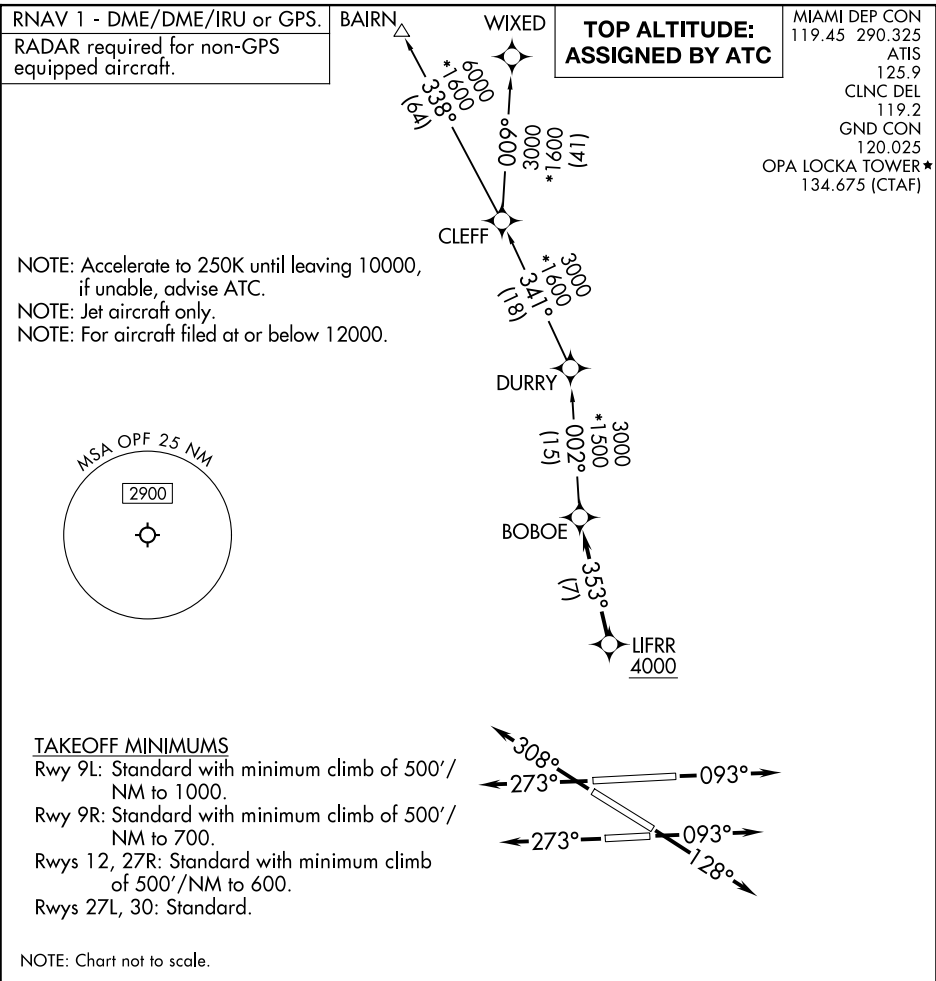 RNAV 1 - DME/DME/IRU or GPS.
RADAR required for non-GPS
equipped aircraft.
BAIRN
WIXED
TOP ALTITUDE:
ASSIGNED BY ATC
MIAMI DEP CON
119.45 290.325
ATIS
125.9
CLNC DEL
119.2
GND CON
120.025
OPA LOCKA TOWER★
134.675 (CTAF)
6000
*1600
338°
(64)
009°
3000
*1600
(41)
CLEFF
NOTE: Accelerate to 250K until leaving 10000,
if unable, advise ATC.
NOTE: Jet aircraft only.
NOTE: For aircraft filed at or below 12000.
3000
*1600
341°
(18)
DURRY
3000
*1500
002°
(15)
MSA OPF 25 NM
2900
BOBOE
353°
(7)
LIFRR
4000
TAKEOFF MINIMUMS
Rwy 9L: Standard with minimum climb of 500'/
NM to 1000.
Rwy 9R: Standard with minimum climb of 500'/
NM to 700.
Rwys 12, 27R: Standard with minimum climb
of 500'/NM to 600.
Rwys 27L, 30: Standard.
308°
273°
093°
273°
093°
128°
NOTE: Chart not to scale.